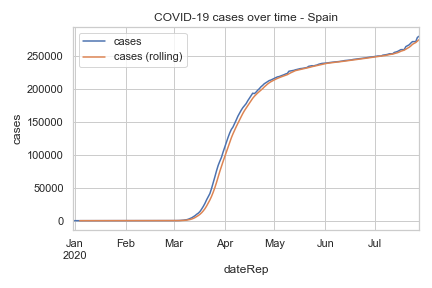 COVID-19 cases over time - Spain
cases
cases (rolling)
250000
200000
150000
100000
50000
0
cases
Jan Feb Mar Apr May Jun Jul
2020
dateRep